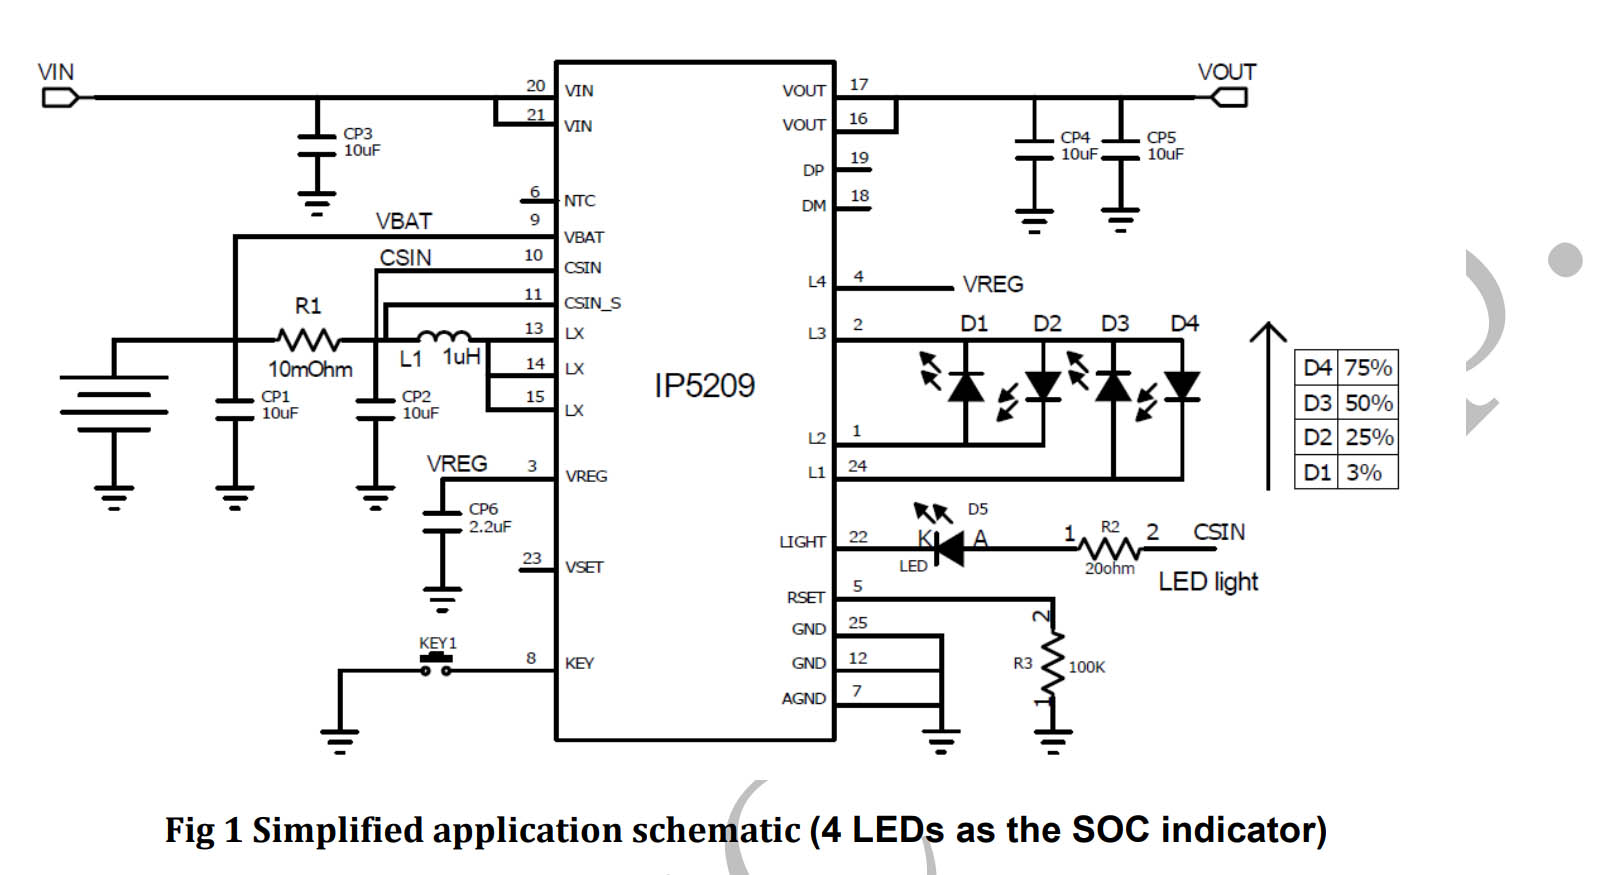 VIN
VOUT
20
VIN
21
VIN
CP3
10uF
6
NTC
VBAT
9
VBAT
CSIN
10
CSIN
11
CSIN_S
R1
10mOhm
L1
1uH
13
LX
14
LX
15
LX
CP1
10uF
CP2
10uF
VREG
3
VREG
CP6
2.2uF
23
VSET
KEY1
8
KEY
IP5209
VOUT
17
VOUT
16
DP
19
DM
18
CP4
10uF
CP5
10uF
L4
4
VREG
L3
2
D1
D2
D3
D4
L2
1
L1
24
D4 75%
D3 50%
D2 25%
D1 3%
LIGHT
22
K
A
D5
LED
1
R2
2
20ohm
CSIN
LED light
RSET
5
GND
25
GND
12
AGND
7
2
R3
100K
1
Fig 1 Simplified application schematic (4 LEDs as the SOC indicator)